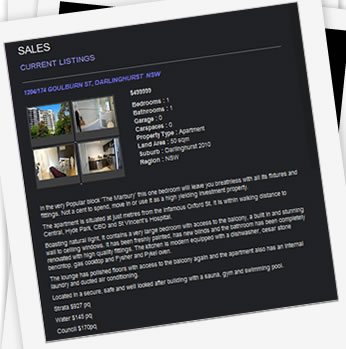 SALES
CURRENT LISTINGS
1204/174 GOULBURN ST, DARLINGHURST NSW
$499999
Bedrooms : 1
Bathrooms : 1
Garage : 0
Carspaces : 0
Property Type : Apartment
Land Area : 50 sqm
Suburb : Darlinghurst 2010
Region : NSW
In the very Popular block 'The Marbury' this one bedroom will leave you breathless with all its fixtures and
fittings. Not a cent to spend, move in or use it as a high yielding investment property.
The apartment is situated at just metres from the infamous Oxford St. It is within walking distance to
Central, Hyde Park, CBD and St Vincent's Hospital.
Boasting natural light, it contains a very large bedroom with access to the balcony, a built in and stunning
wall to ceiling windows. It has been freshly painted, has new blinds and the bathroom has been completely
renovated with high quality fittings. The kitchen is modern equipped with a dishwasher, cesar stone
benchtop, gas cooktop and Fysher and Pykel oven.
The lounge has polished floors with access to the balcony again and the apartment also has an internal
laundry and ducted air conditioning.
Located in a secure, safe and well looked after building with a sauna, gym and swimming pool.
Strata $927 pq
Water $145 pq
Council $170pq